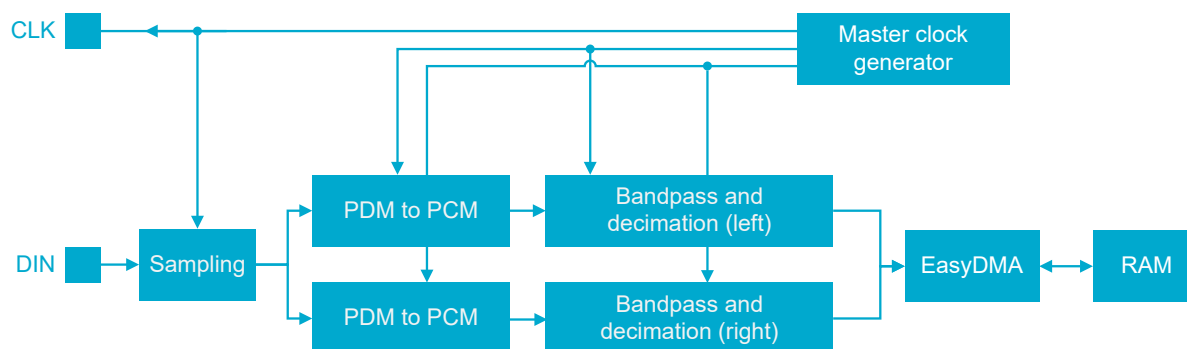 CLK
Master clock
generator
PDM to PCM
Bandpass and
decimation (left)
DIN
Sampling
EasyDMA
RAM
PDM to PCM
Bandpass and
decimation (right)